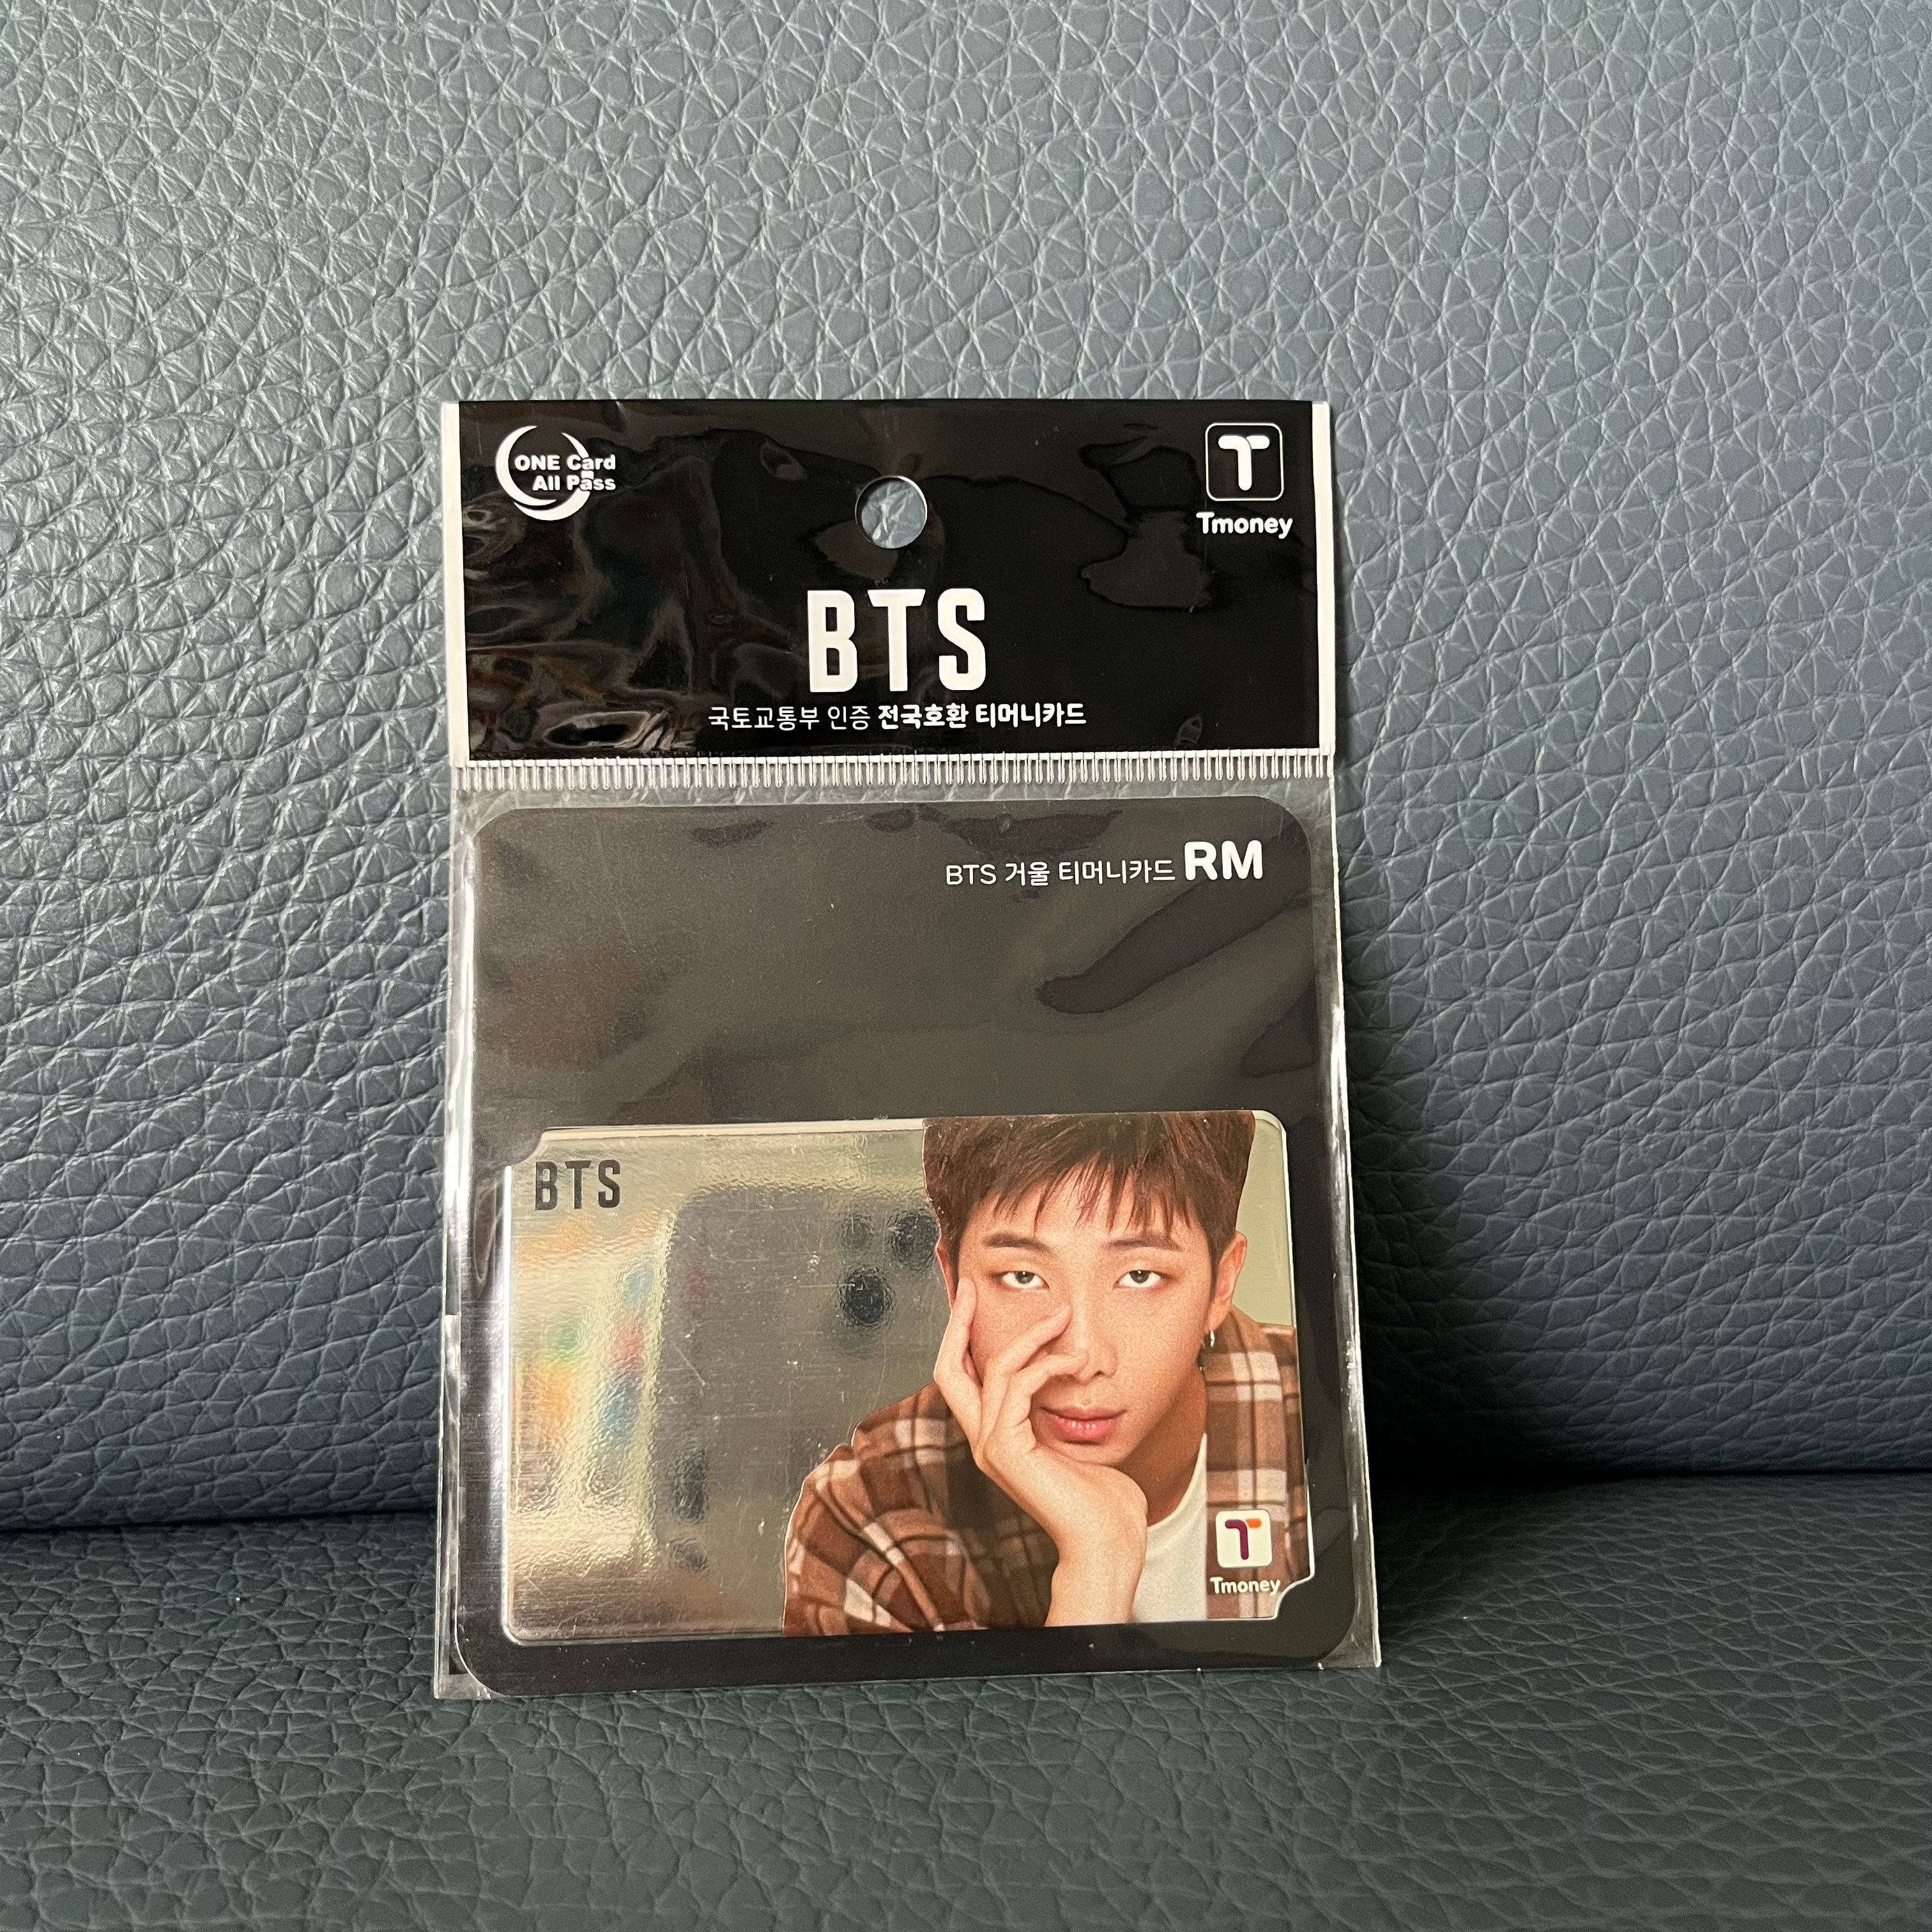 ONE Card
All Pass
Tmoney
BTS
국토교통부 인증 전국호환 티머니카드
BTS 거울 티머니카드 RM
BTS
Tmoney